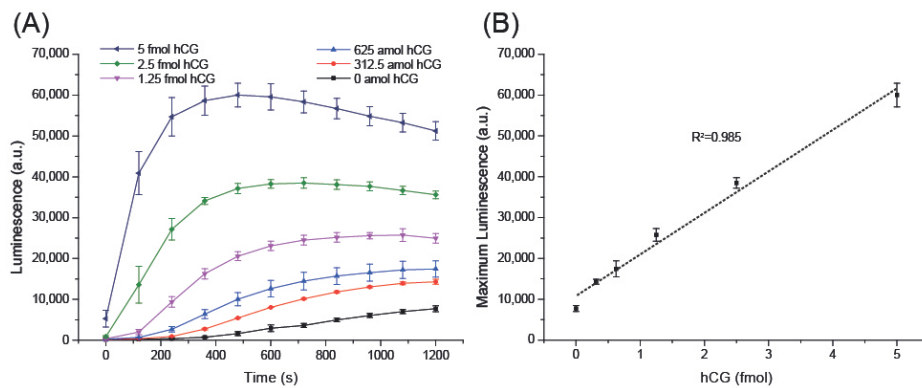 (A)
5 fmol hCG
2.5 fmol hCG
1.25 fmol hCG
625 amol hCG
312.5 amol hCG
0 amol hCG
70,000
60,000
50,000
40,000
30,000
20,000
10,000
0
Luminescence (a.u.)
0 200 400 600 800 1000 1200
Time (s)
(B)
70,000
60,000
50,000
40,000
30,000
20,000
10,000
0
Maximum Luminescence (a.u.)
R²=0.985
0 1 2 3 4 5
hCG (fmol)